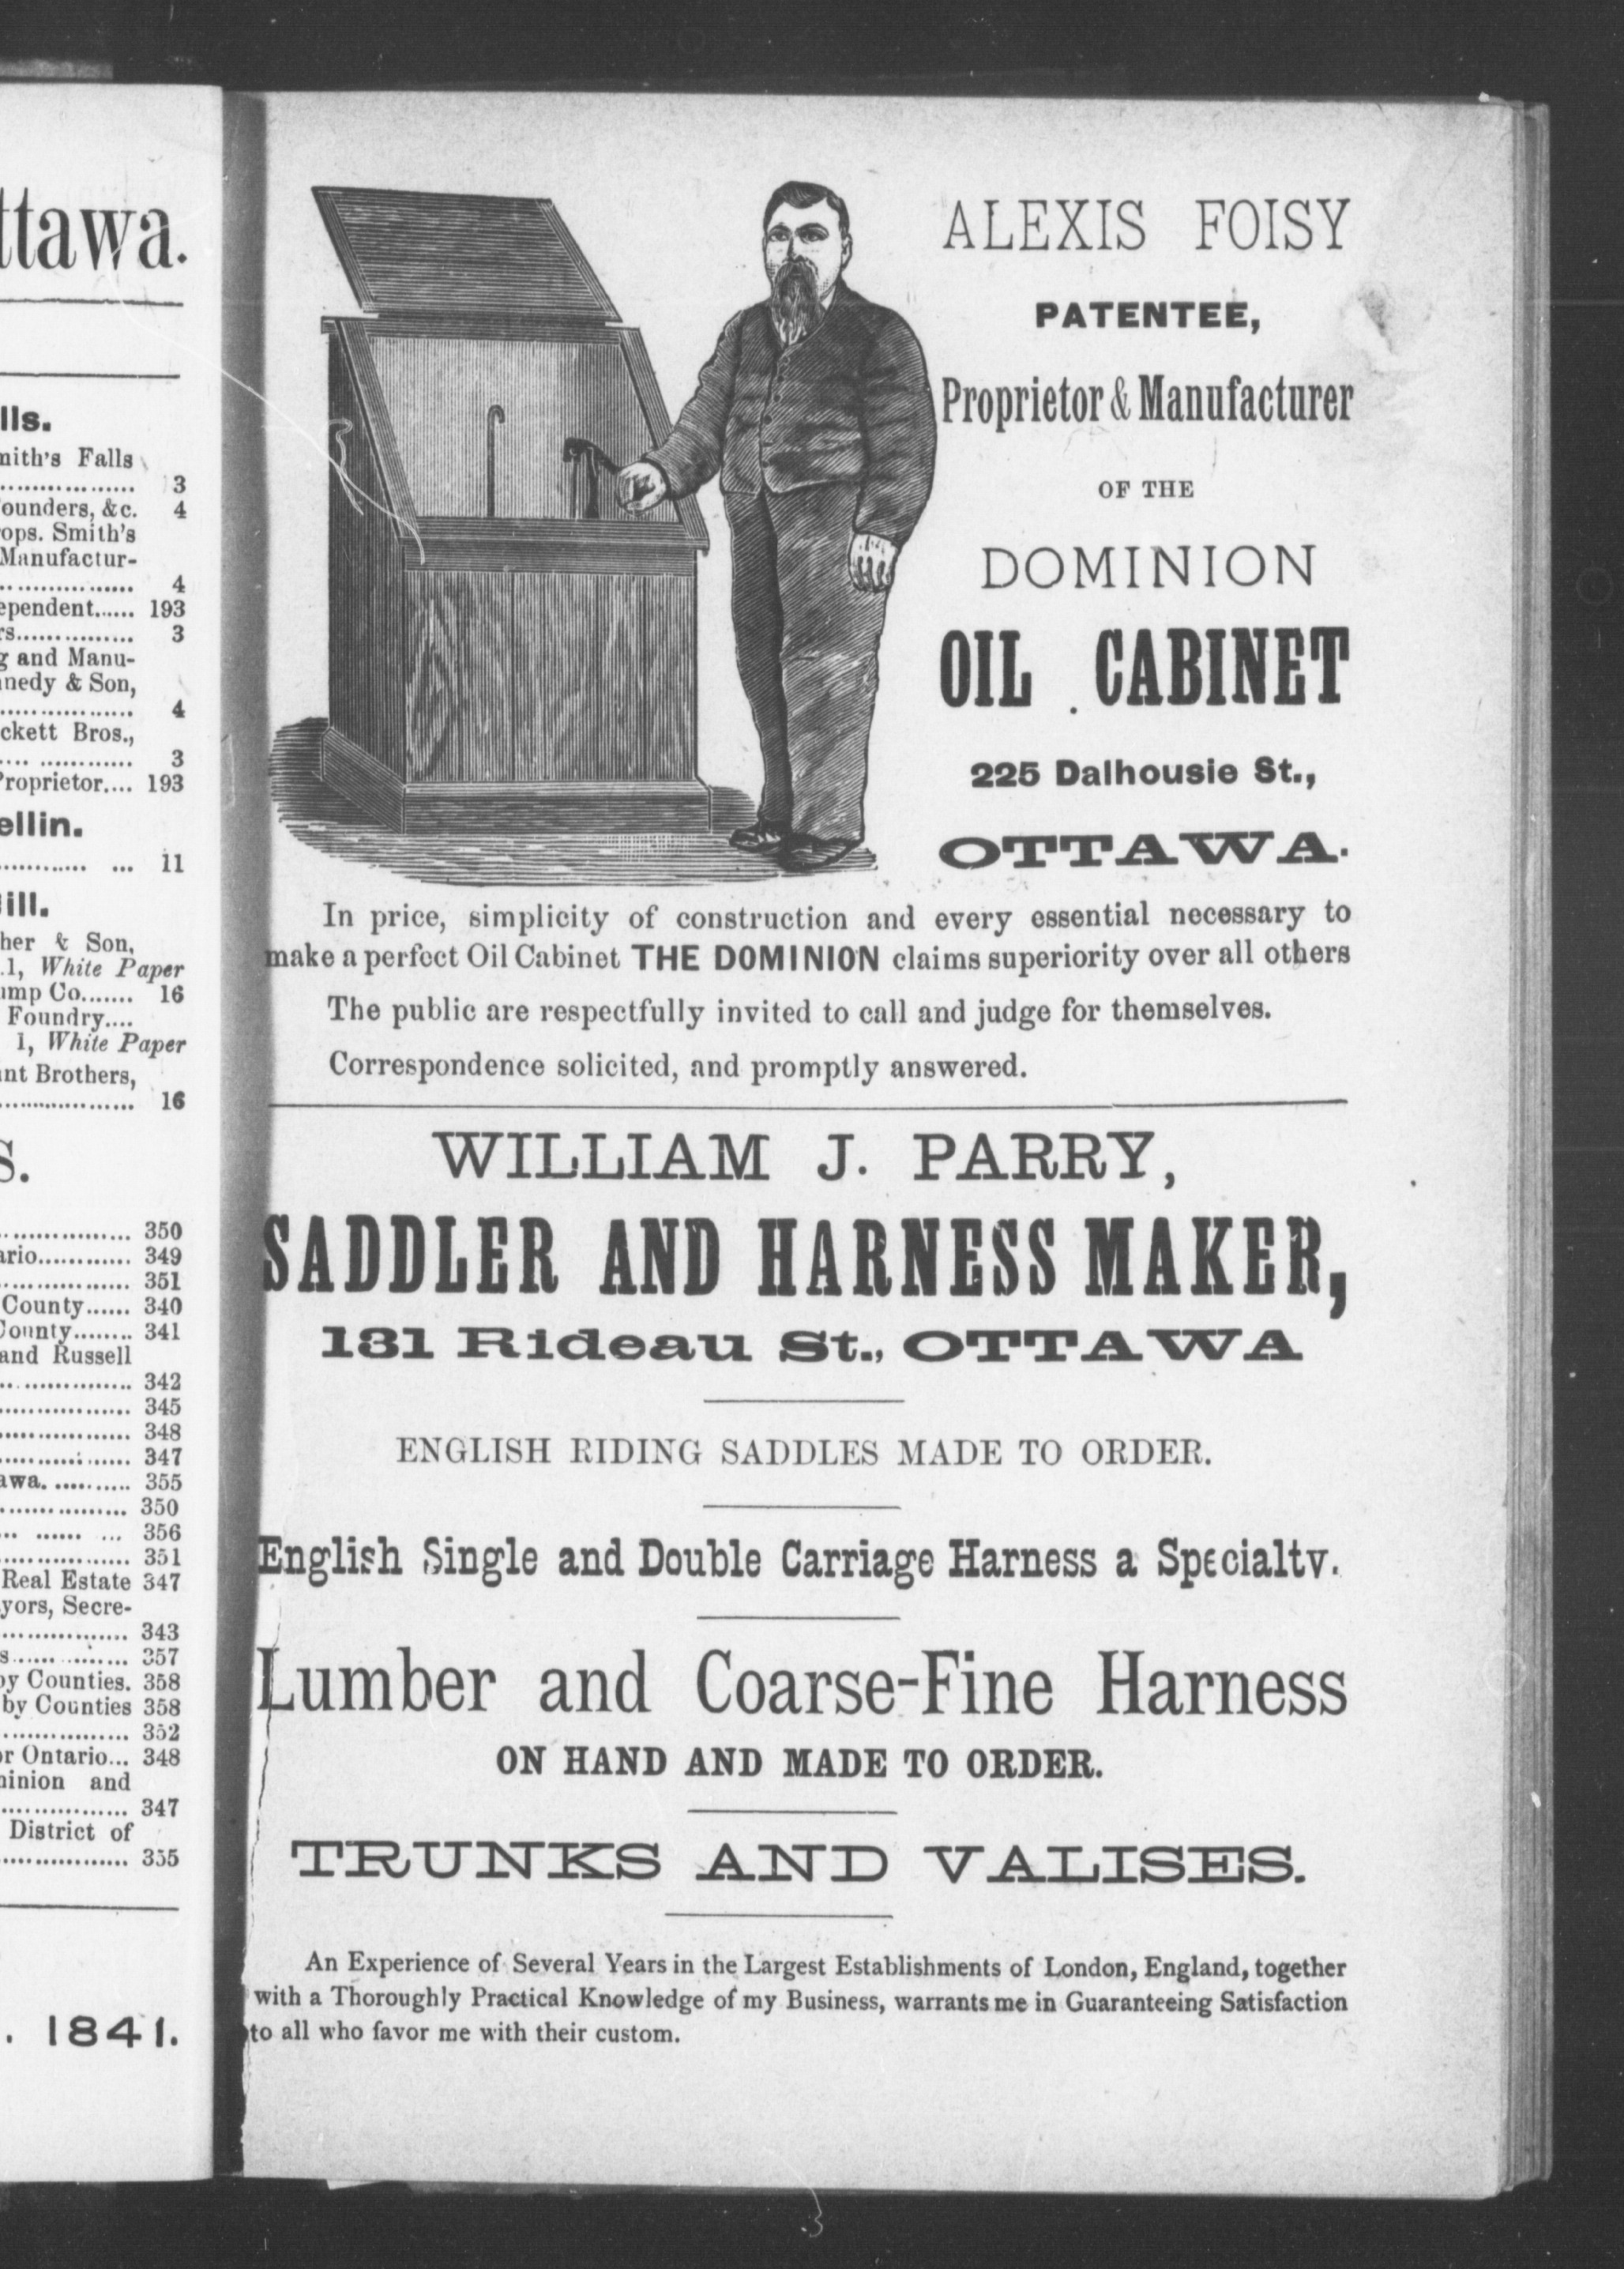 ttawa.
lls.
mith's Falls
3
ounders, &c. 4
ops. Smith's
Manufactur-
4
ependent...... 193
rs............... 3
g and Manu-
nedy & Son,
4
ckett Bros.,
3
Proprietor.... 193
ellin.
11
ill.
her & Son,
.1, White Paper
ump Co....... 16
Foundry....
1, White Paper
nt Brothers,
16
S.
350
ario............ 349
351
County...... 340
County........ 341
and Russell
342
345
348
347
awa. .......... 355
350
356
351
Real Estate 347
yors, Secre-
343
s............... 357
by Counties. 358
by Counties 358
352
or Ontario... 348
minion and
347
District of
355
. 1841.
ALEXIS FOISY
PATENTEE,
Proprietor & Manufacturer
OF THE
DOMINION
OIL CABINET
225 Dalhousie St.,
OTTAWA.
In price, simplicity of construction and every essential necessary to
make a perfect Oil Cabinet THE DOMINION claims superiority over all others
The public are respectfully invited to call and judge for themselves.
Correspondence solicited, and promptly answered.
WILLIAM J. PARRY,
SADDLER AND HARNESS MAKER,
131 Rideau St., OTTAWA
ENGLISH RIDING SADDLES MADE TO ORDER.
English Single and Double Carriage Harness a Specialty.
Lumber and Coarse-Fine Harness
ON HAND AND MADE TO ORDER.
TRUNKS AND VALISES.
An Experience of Several Years in the Largest Establishments of London, England, together
with a Thoroughly Practical Knowledge of my Business, warrants me in Guaranteeing Satisfaction
to all who favor me with their custom.
3